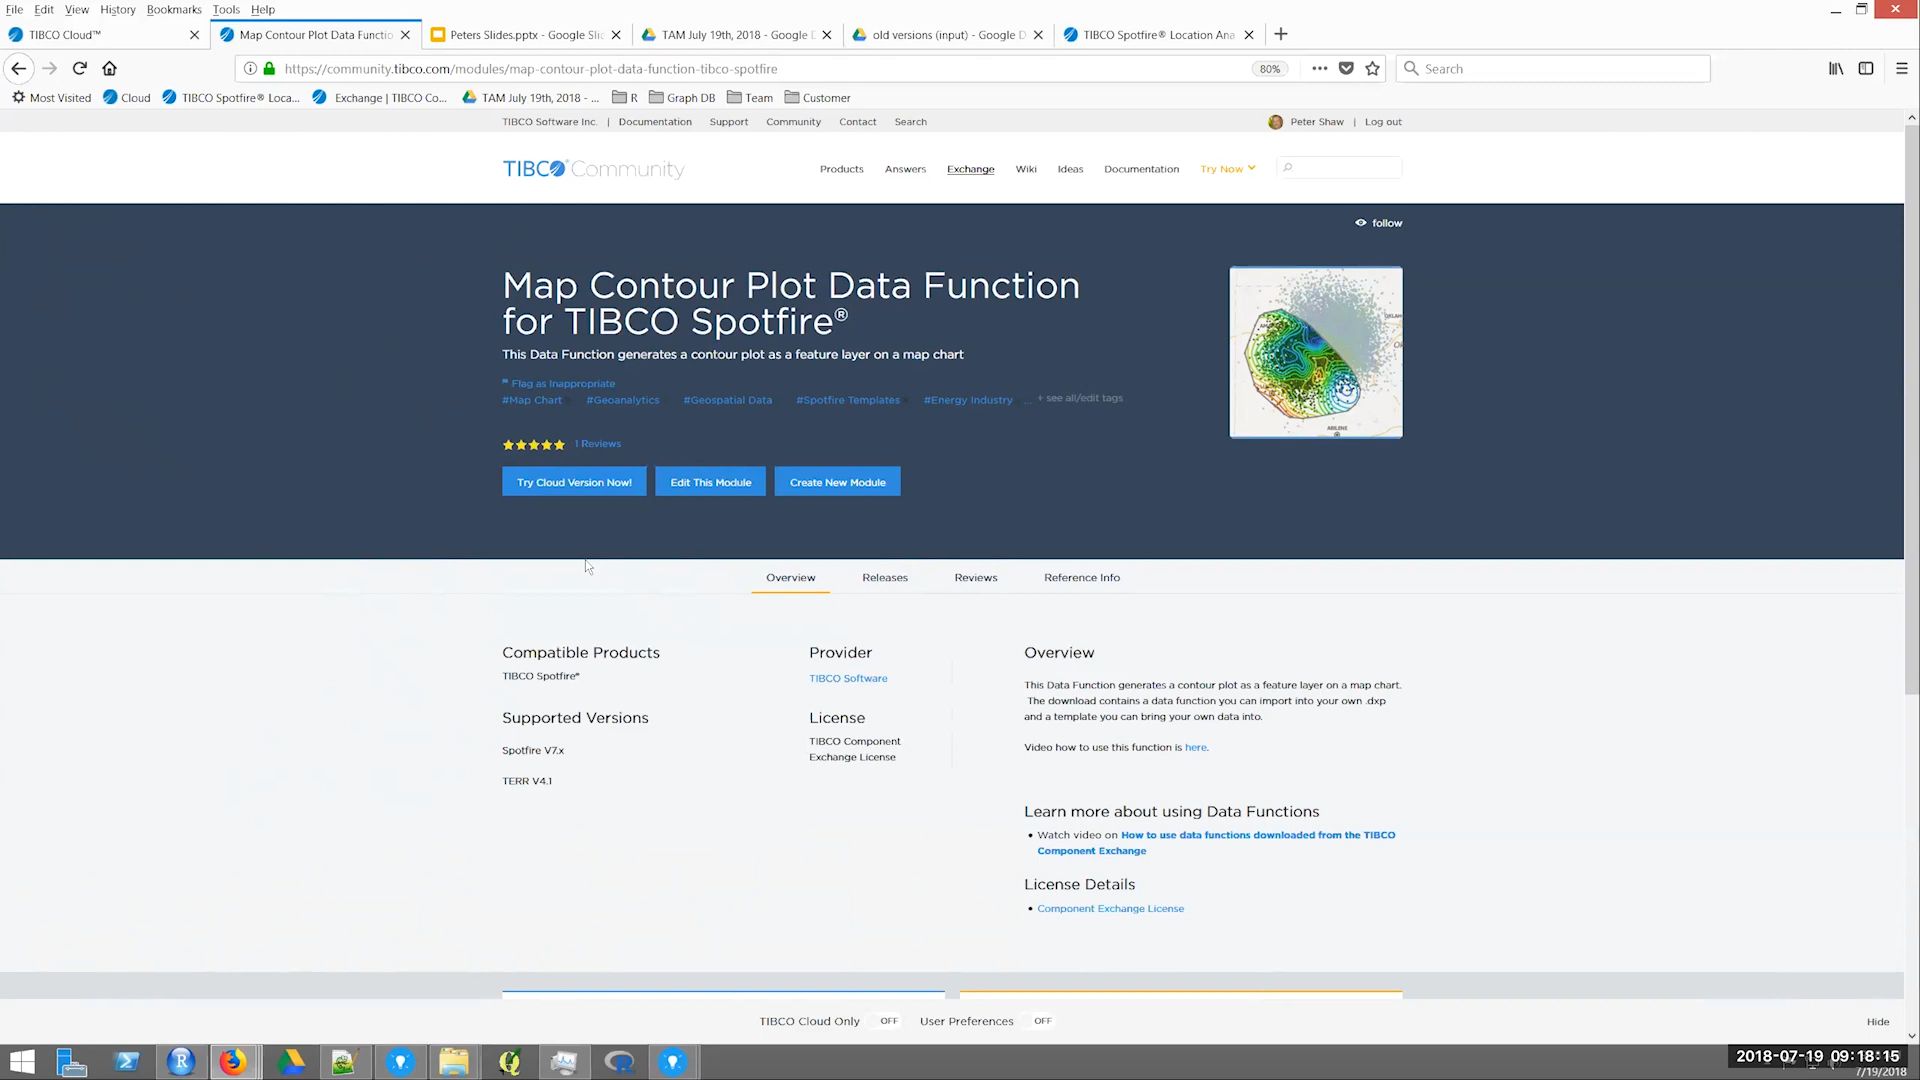 File Edit View History Bookmarks Tools Help
TIBCO Cloud™
Map Contour Plot Data Functio
Peters Slides.pptx - Google Slid
TAM July 19th, 2018 - Google D
old versions (input) - Google D
TIBCO Spotfire® Location Ana
https://community.tibco.com/modules/map-contour-plot-data-function-tibco-spotfire
80%
Search
Most Visited Cloud TIBCO Spotfire® Loca... Exchange | TIBCO Co... TAM July 19th, 2018 - ... R Graph DB Team Customer
TIBCO Software Inc. | Documentation Support Community Contact Search
Peter Shaw | Log out
TIBCO® Community
Products Answers Exchange Wiki Ideas Documentation Try Now
follow
Map Contour Plot Data Function
for TIBCO Spotfire®
This Data Function generates a contour plot as a feature layer on a map chart
Flag as Inappropriate
#Map Chart #Geoanalytics #Geospatial Data #Spotfire Templates #Energy Industry ... + see all/edit tags
1 Reviews
Try Cloud Version Now! Edit This Module Create New Module
ABILENE
Overview Releases Reviews Reference Info
Compatible Products
TIBCO Spotfire®
Supported Versions
Spotfire V7.x
TERR V4.1
Provider
TIBCO Software
License
TIBCO Component
Exchange License
Overview
This Data Function generates a contour plot as a feature layer on a map chart.
The download contains a data function you can import into your own .dxp
and a template you can bring your own data into.
Video how to use this function is here.
Learn more about using Data Functions
• Watch video on How to use data functions downloaded from the TIBCO
Component Exchange
License Details
• Component Exchange License
TIBCO Cloud Only OFF User Preferences OFF
Hide
2018-07-19 09:18:15
7/19/2018